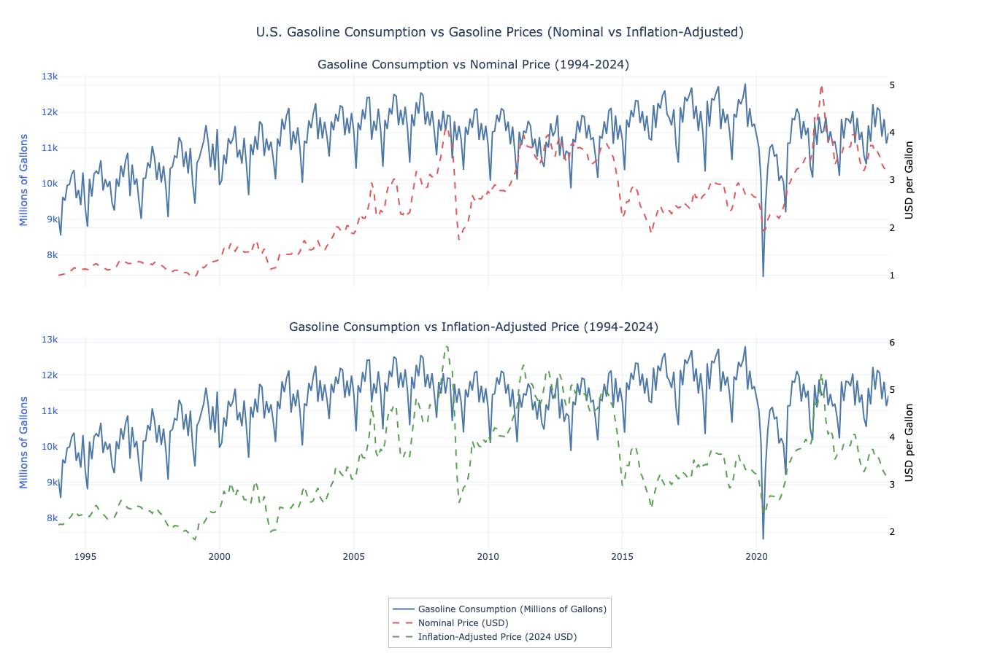 U.S. Gasoline Consumption vs Gasoline Prices (Nominal vs Inflation-Adjusted)
Gasoline Consumption vs Nominal Price (1994-2024)
13k
12k
11k
10k
9k
8k
Millions of Gallons
5
4
3
2
1
USD per Gallon
Gasoline Consumption vs Inflation-Adjusted Price (1994-2024)
13k
12k
11k
10k
9k
8k
Millions of Gallons
6
5
4
3
2
USD per Gallon
1995 2000 2005 2010 2015 2020
Gasoline Consumption (Millions of Gallons)
Nominal Price (USD)
Inflation-Adjusted Price (2024 USD)